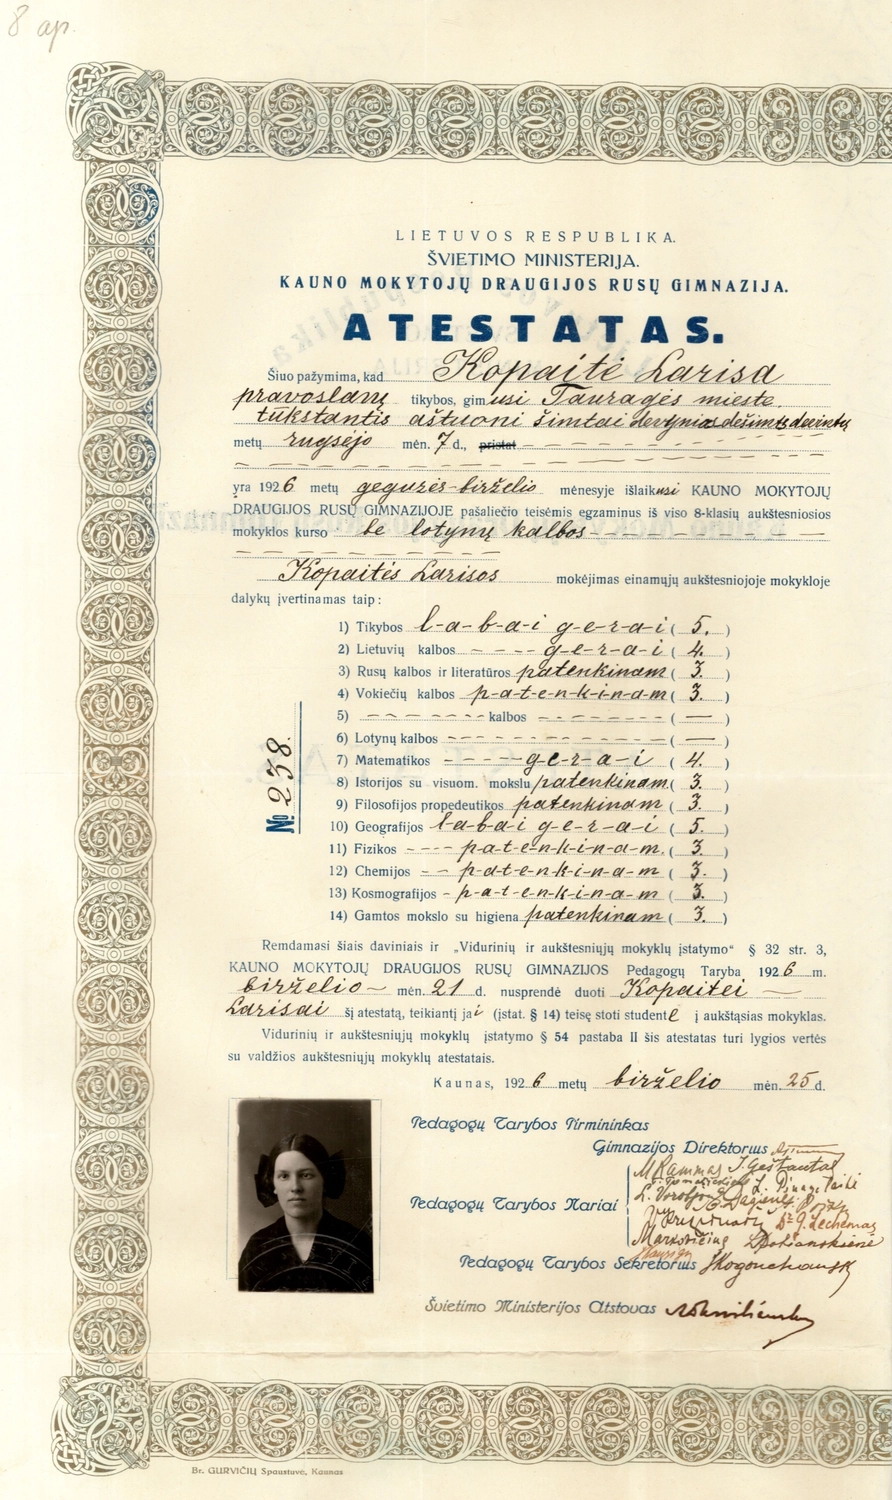 8 ap.
LIETUVOS RESPUBLIKA.
ŠVIETIMO MINISTERIJA.
KAUNO MOKYTOJŲ DRAUGIJOS RUSŲ GIMNAZIJA.
ATESTATAS.
Šiuo pažymima, kad Kopaitė Larisa
pravoslavų tikybos, gimusi Tauragės mieste,
tūkstantis aštuoni šimtai devyniasdešimts devintų
metų rugsėjo mėn. 7 d., pristat
yra 1926 metų gegužės-birželio mėnesyje išlaikusi KAUNO MOKYTOJŲ
DRAUGIJOS RUSŲ GIMNAZIJOJE pašaliečio teisėmis egzaminus iš viso 8-klasių aukštesniosios
mokyklos kurso be lotynų kalbos
Kopaitės Larisos mokėjimas einamųjų aukštesniojoje mokykloje
dalykų įvertinamas taip:
1) Tikybos l-a-b-a-i g-e-r-a-i ( 5. )
2) Lietuvių kalbos - - - - g-e-r-a-i ( 4. )
3) Rusų kalbos ir literatūros patenkinam ( 3. )
4) Vokiečių kalbos p-a-t-e-n-k-i-n-a-m ( 3. )
5) - - - - - - kalbos - - - - - - ( — )
6) Lotynų kalbos - - - - - - ( — )
7) Matematikos - - - - g-e-r-a-i ( 4. )
8) Istorijos su visuom. mokslu patenkinam. ( 3. )
9) Filosofijos propedeutikos patenkinam ( 3. )
10) Geografijos l-a-b-a-i g-e-r-a-i ( 5. )
11) Fizikos - - - p-a-t-e-n-k-i-n-a-m. ( 3. )
12) Chemijos - - p-a-t-e-n-k-i-n-a-m ( 3. )
13) Kosmografijos - p-a-t-e-n-k-i-n-a-m ( 3. )
14) Gamtos mokslo su higiena patenkinam ( 3. )
№ 238.
Remdamasi šiais daviniais ir „Vidurinių ir aukštesniųjų mokyklų įstatymo“ § 32 str. 3,
KAUNO MOKYTOJŲ DRAUGIJOS RUSŲ GIMNAZIJOS Pedagogų Taryba 1926 m.
birželio mėn. 21 d. nusprendė duoti Kopaitei
Larisai šį atestatą, teikiantį jai (įstat. § 14) teisę stoti studente į aukštąsias mokyklas.
Vidurinių ir aukštesniųjų mokyklų įstatymo § 54 pastaba II šis atestatas turi lygios vertės
su valdžios aukštesniųjų mokyklų atestatais.
Kaunas, 1926 metų birželio mėn. 25 d.
Pedagogų Tarybos Pirmininkas
Gimnazijos Direktorius
Pedagogų Tarybos Nariai
Pedagogų Tarybos Sekretorius
Švietimo Ministerijos Atstovas
Br. GURVIČIŲ Spaustuvė, Kaunas